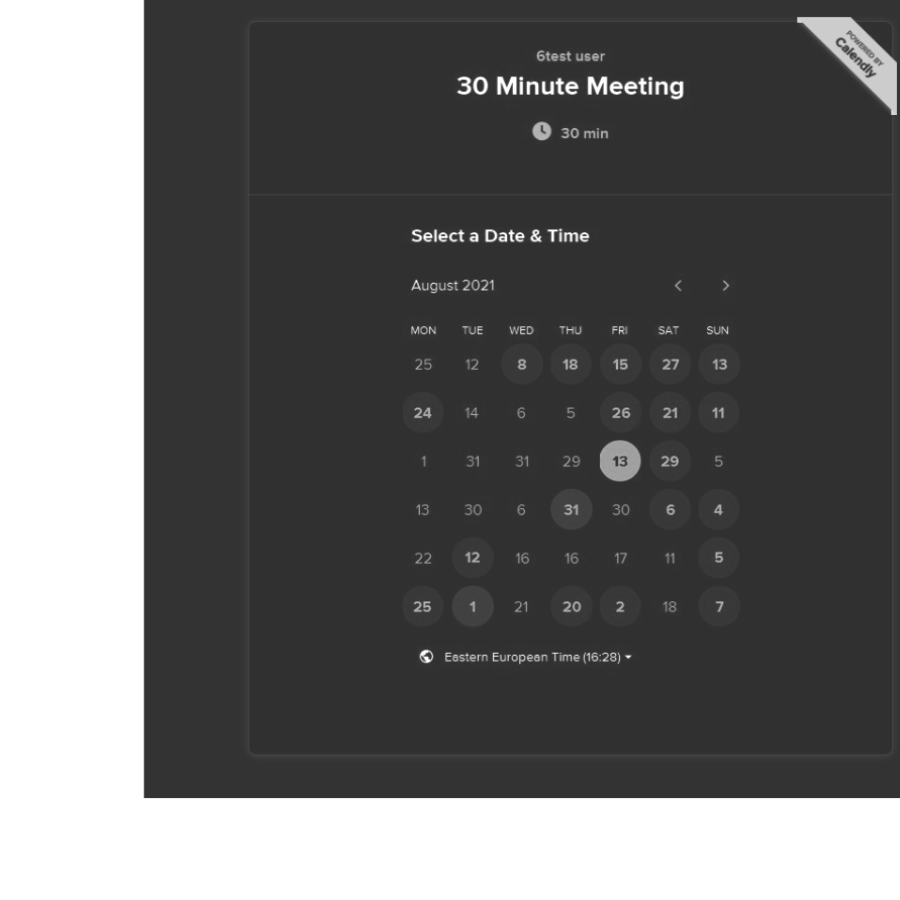 POWERED BY
Calendly
6test user
30 Minute Meeting
30 min
Select a Date & Time
August 2021
MON TUE WED THU FRI SAT SUN
25 12 8 18 15 27 13
24 14 6 5 26 21 11
1 31 31 29 13 29 5
13 30 6 31 30 6 4
22 12 16 16 17 11 5
25 1 21 20 2 18 7
Eastern European Time (16:28)